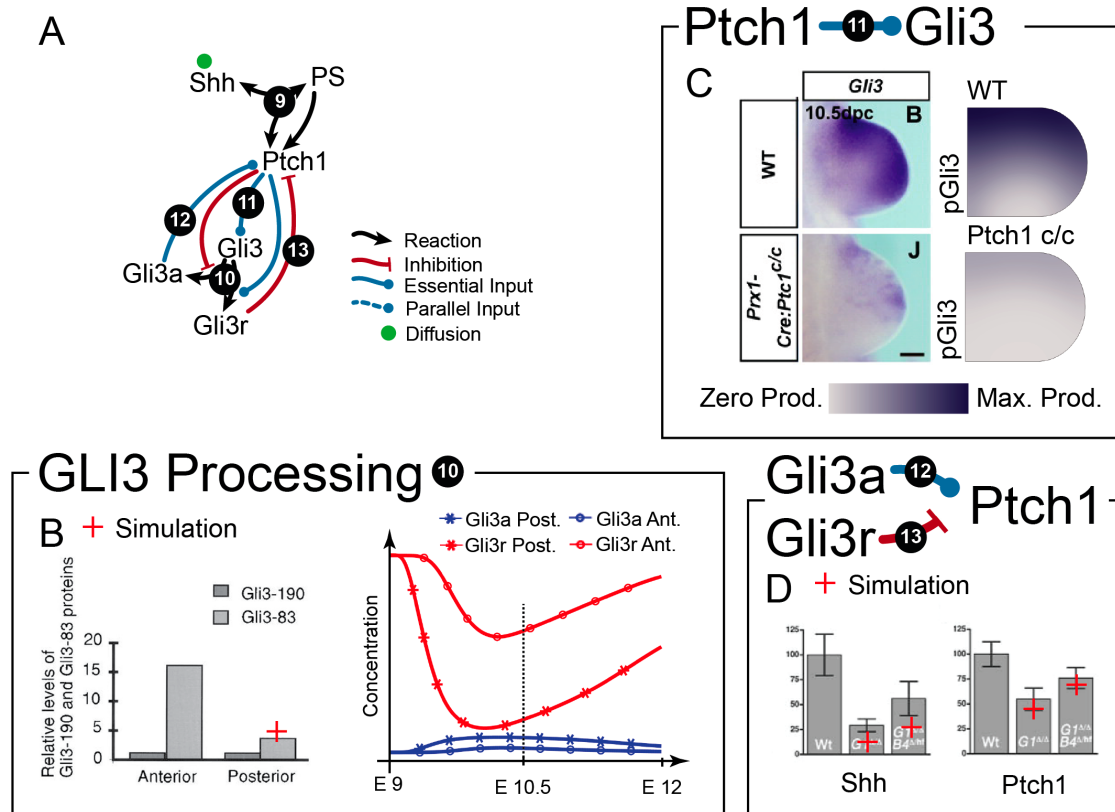 A
Shh
PS
9
Ptch1
12
11
13
Gli3
Gli3a
10
Gli3r
Reaction
Inhibition
Essential Input
Parallel Input
Diffusion
Ptch1 11 Gli3
C
Gli3
10.5dpc
B
WT
J
Prx1-
Cre:Ptc1c/c
WT
pGli3
Ptch1 c/c
pGli3
Zero Prod.
Max. Prod.
GLI3 Processing 10
B
Simulation
Gli3-190
Gli3-83
Relative levels of
Gli3-190 and Gli3-83 proteins
20
15
10
5
0
Anterior
Posterior
Gli3a Post.
Gli3a Ant.
Gli3r Post.
Gli3r Ant.
Concentration
E 9
E 10.5
E 12
Gli3a 12
Ptch1
Gli3r 13
D
Simulation
125
100
75
50
25
0
Wt
Shh
125
100
75
50
25
0
Wt
G1Δ/Δ
G1Δ/Δ
Ptch1